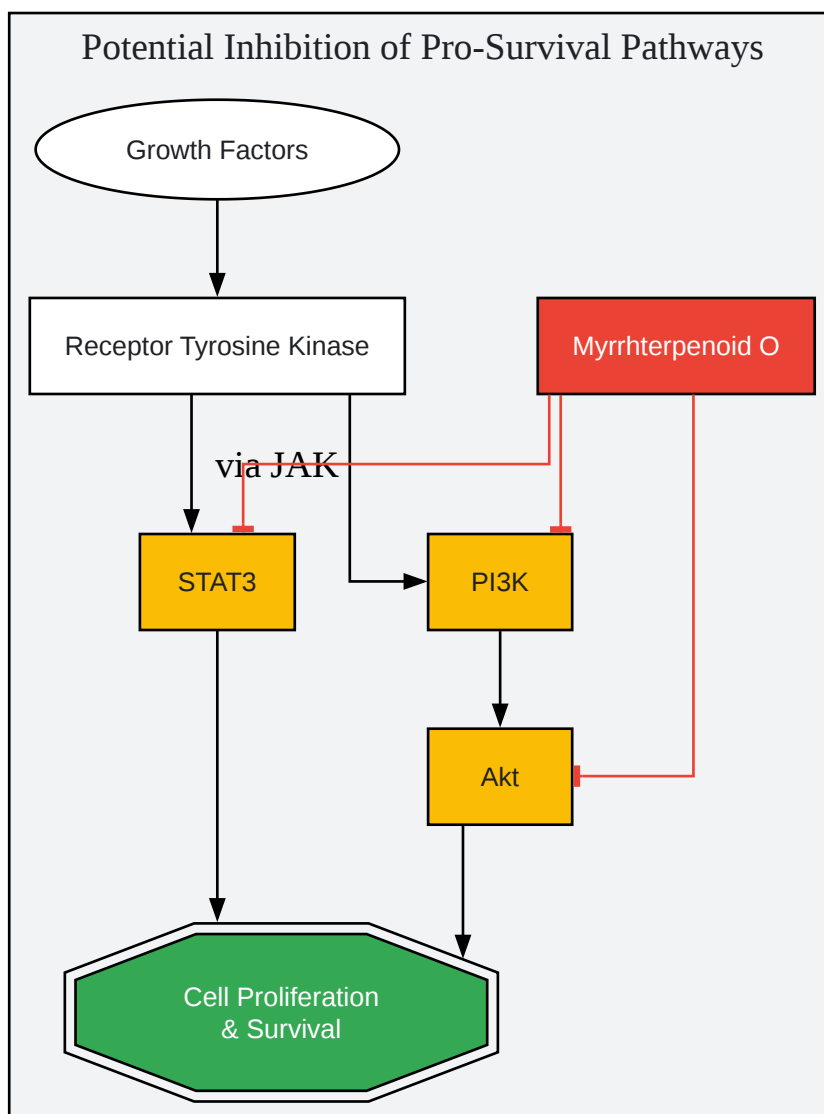 Potential Inhibition of Pro-Survival Pathways
Growth Factors
Receptor Tyrosine Kinase
Myrrhterpenoid O
via JAK
STAT3
PI3K
Akt
Cell Proliferation
& Survival